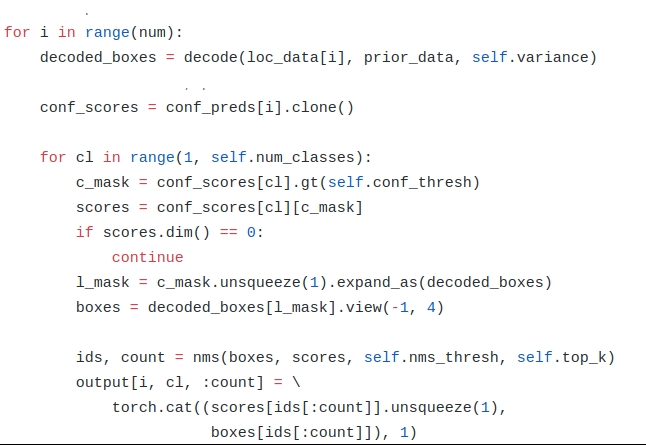 for i in range(num):
    decoded_boxes = decode(loc_data[i], prior_data, self.variance)
    conf_scores = conf_preds[i].clone()
    for cl in range(1, self.num_classes):
        c_mask = conf_scores[cl].gt(self.conf_thresh)
        scores = conf_scores[cl][c_mask]
        if scores.dim() == 0:
            continue
        l_mask = c_mask.unsqueeze(1).expand_as(decoded_boxes)
        boxes = decoded_boxes[l_mask].view(-1, 4)
        ids, count = nms(boxes, scores, self.nms_thresh, self.top_k)
        output[i, cl, :count] = \
            torch.cat((scores[ids[:count]].unsqueeze(1),
                       boxes[ids[:count]]), 1)